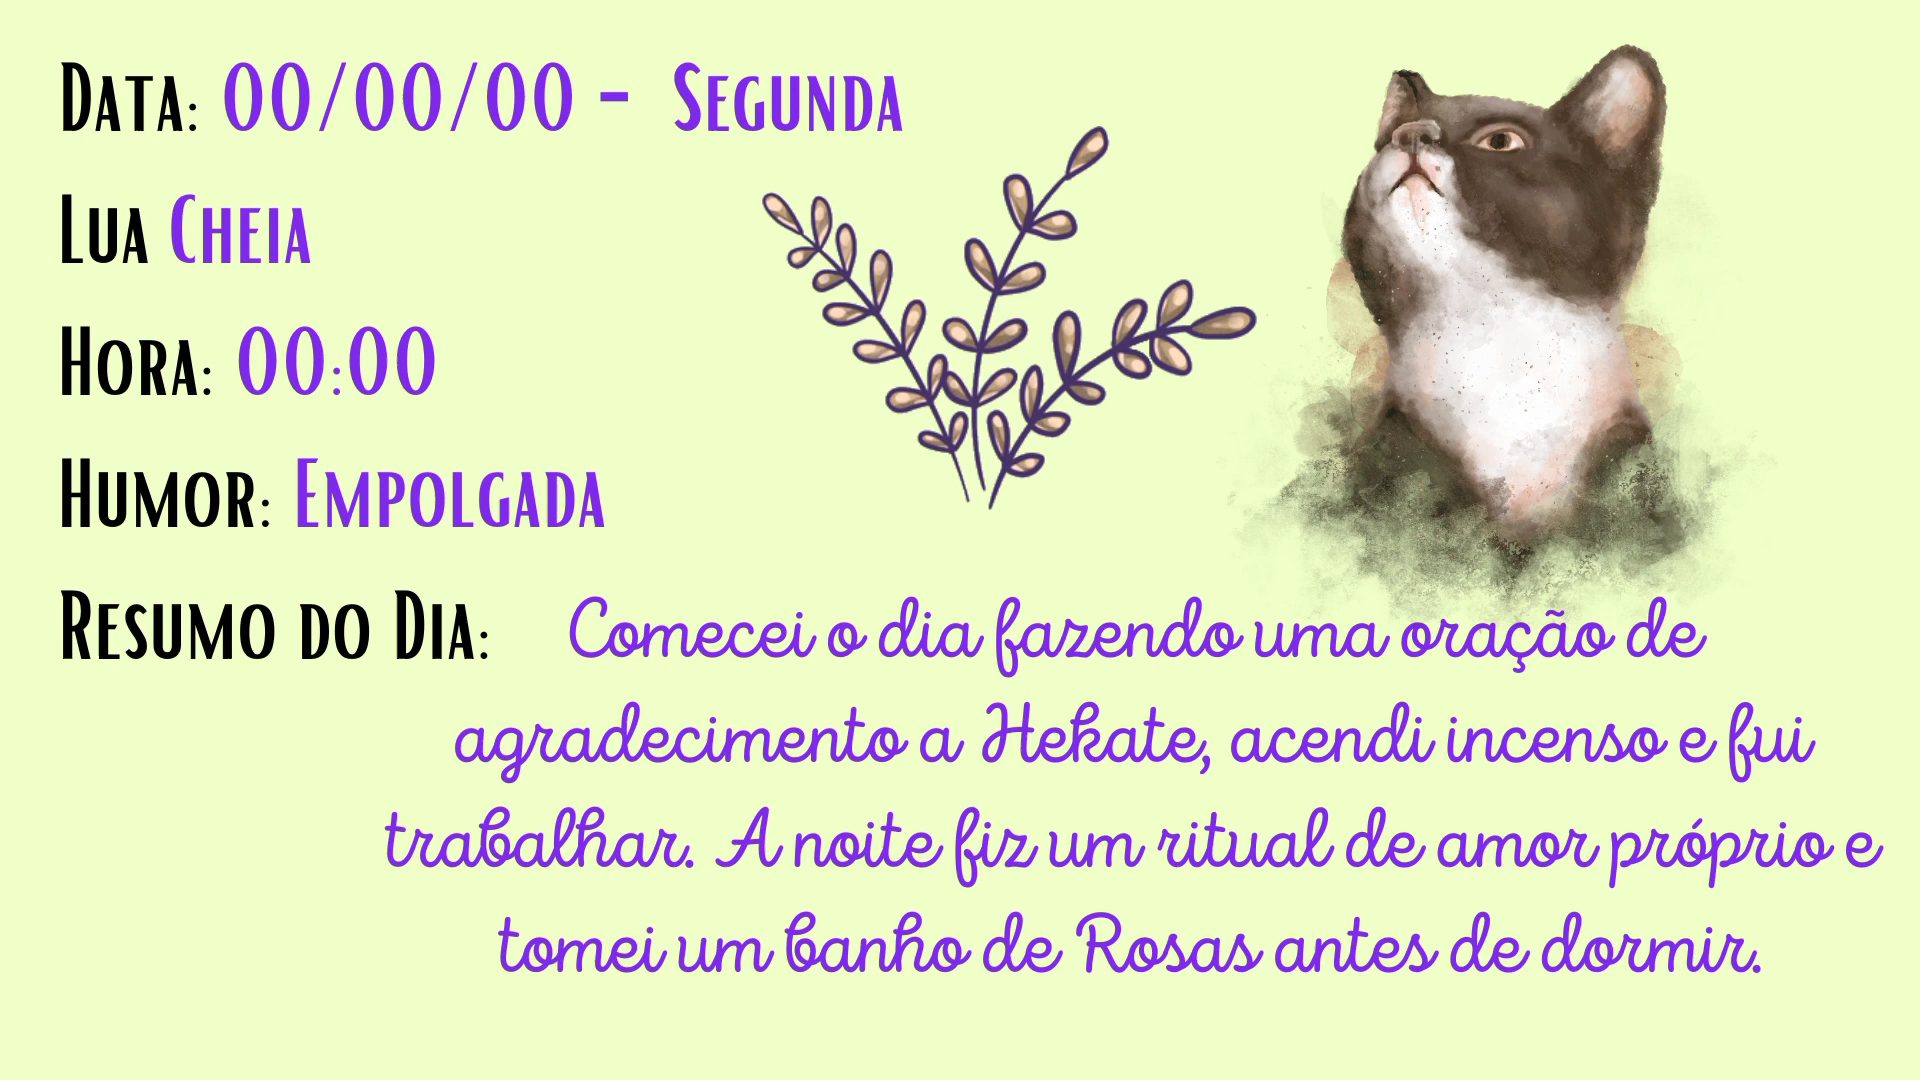 Data: 00/00/00 - Segunda
Lua Cheia
Hora: 00:00
Humor: Empolgada
Resumo do Dia: Comecei o dia fazendo uma oração de
agradecimento a Hekate, acendi incenso e fui
trabalhar. A noite fiz um ritual de amor próprio e
tomei um banho de Rosas antes de dormir.